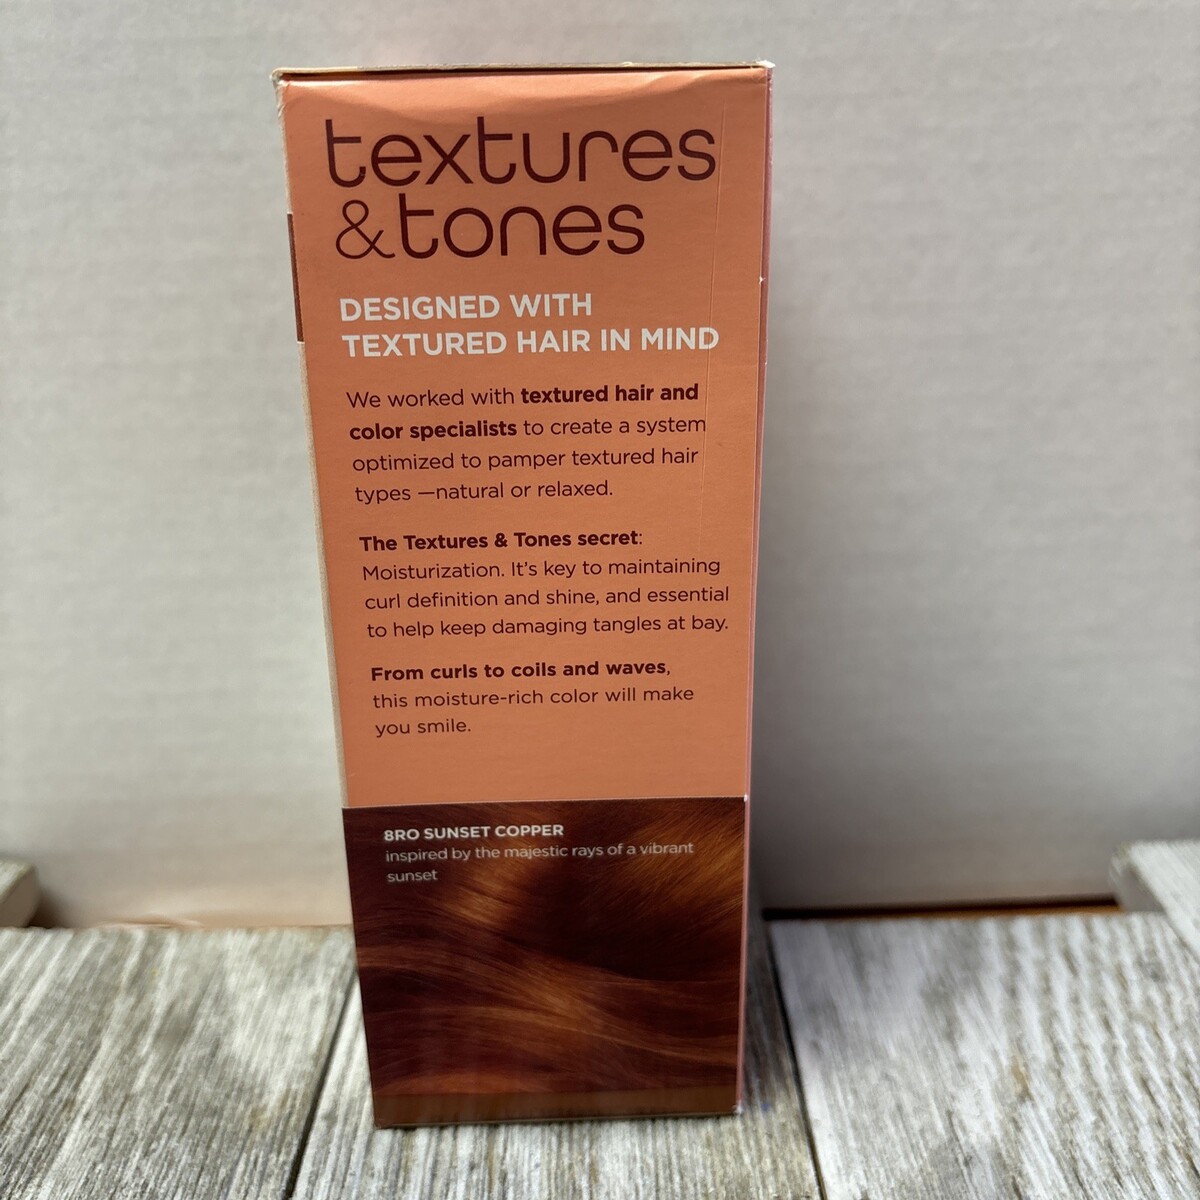 textures
&tones
DESIGNED WITH
TEXTURED HAIR IN MIND
We worked with textured hair and
color specialists to create a system
optimized to pamper textured hair
types —natural or relaxed.
The Textures & Tones secret:
Moisturization. It's key to maintaining
curl definition and shine, and essential
to help keep damaging tangles at bay.
From curls to coils and waves,
this moisture-rich color will make
you smile.
8RO SUNSET COPPER
inspired by the majestic rays of a vibrant
sunset